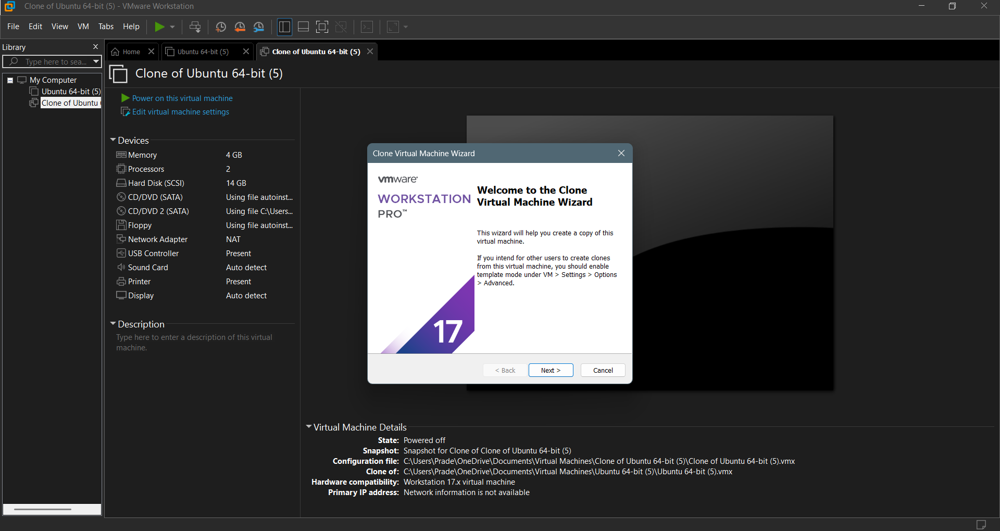 Clone of Ubuntu 64-bit (5) - VMware Workstation
File Edit View VM Tabs Help
Library
Type here to sea...
My Computer
Ubuntu 64-bit (5)
Clone of Ubuntu
Home
Ubuntu 64-bit (5)
Clone of Ubuntu 64-bit (5)
Clone of Ubuntu 64-bit (5)
Power on this virtual machine
Edit virtual machine settings
Devices
Memory 4 GB
Processors 2
Hard Disk (SCSI) 14 GB
CD/DVD (SATA) Using file autoinst...
CD/DVD 2 (SATA) Using file C:\Users...
Floppy Using file autoinst...
Network Adapter NAT
USB Controller Present
Sound Card Auto detect
Printer Present
Display Auto detect
Description
Type here to enter a description of this virtual
machine.
Clone Virtual Machine Wizard
vmware
WORKSTATION
PRO™
17
Welcome to the Clone
Virtual Machine Wizard
This wizard will help you create a copy of this
virtual machine.
If you intend for other users to create clones
from this virtual machine, you should enable
template mode under VM > Settings > Options
> Advanced.
< Back Next > Cancel
Virtual Machine Details
State: Powered off
Snapshot: Snapshot for Clone of Clone of Ubuntu 64-bit (5)
Configuration file: C:\Users\Prade\OneDrive\Documents\Virtual Machines\Clone of Ubuntu 64-bit (5)\Clone of Ubuntu 64-bit (5).vmx
Clone of: C:\Users\Prade\OneDrive\Documents\Virtual Machines\Ubuntu 64-bit (5)\Ubuntu 64-bit (5).vmx
Hardware compatibility: Workstation 17.x virtual machine
Primary IP address: Network information is not available